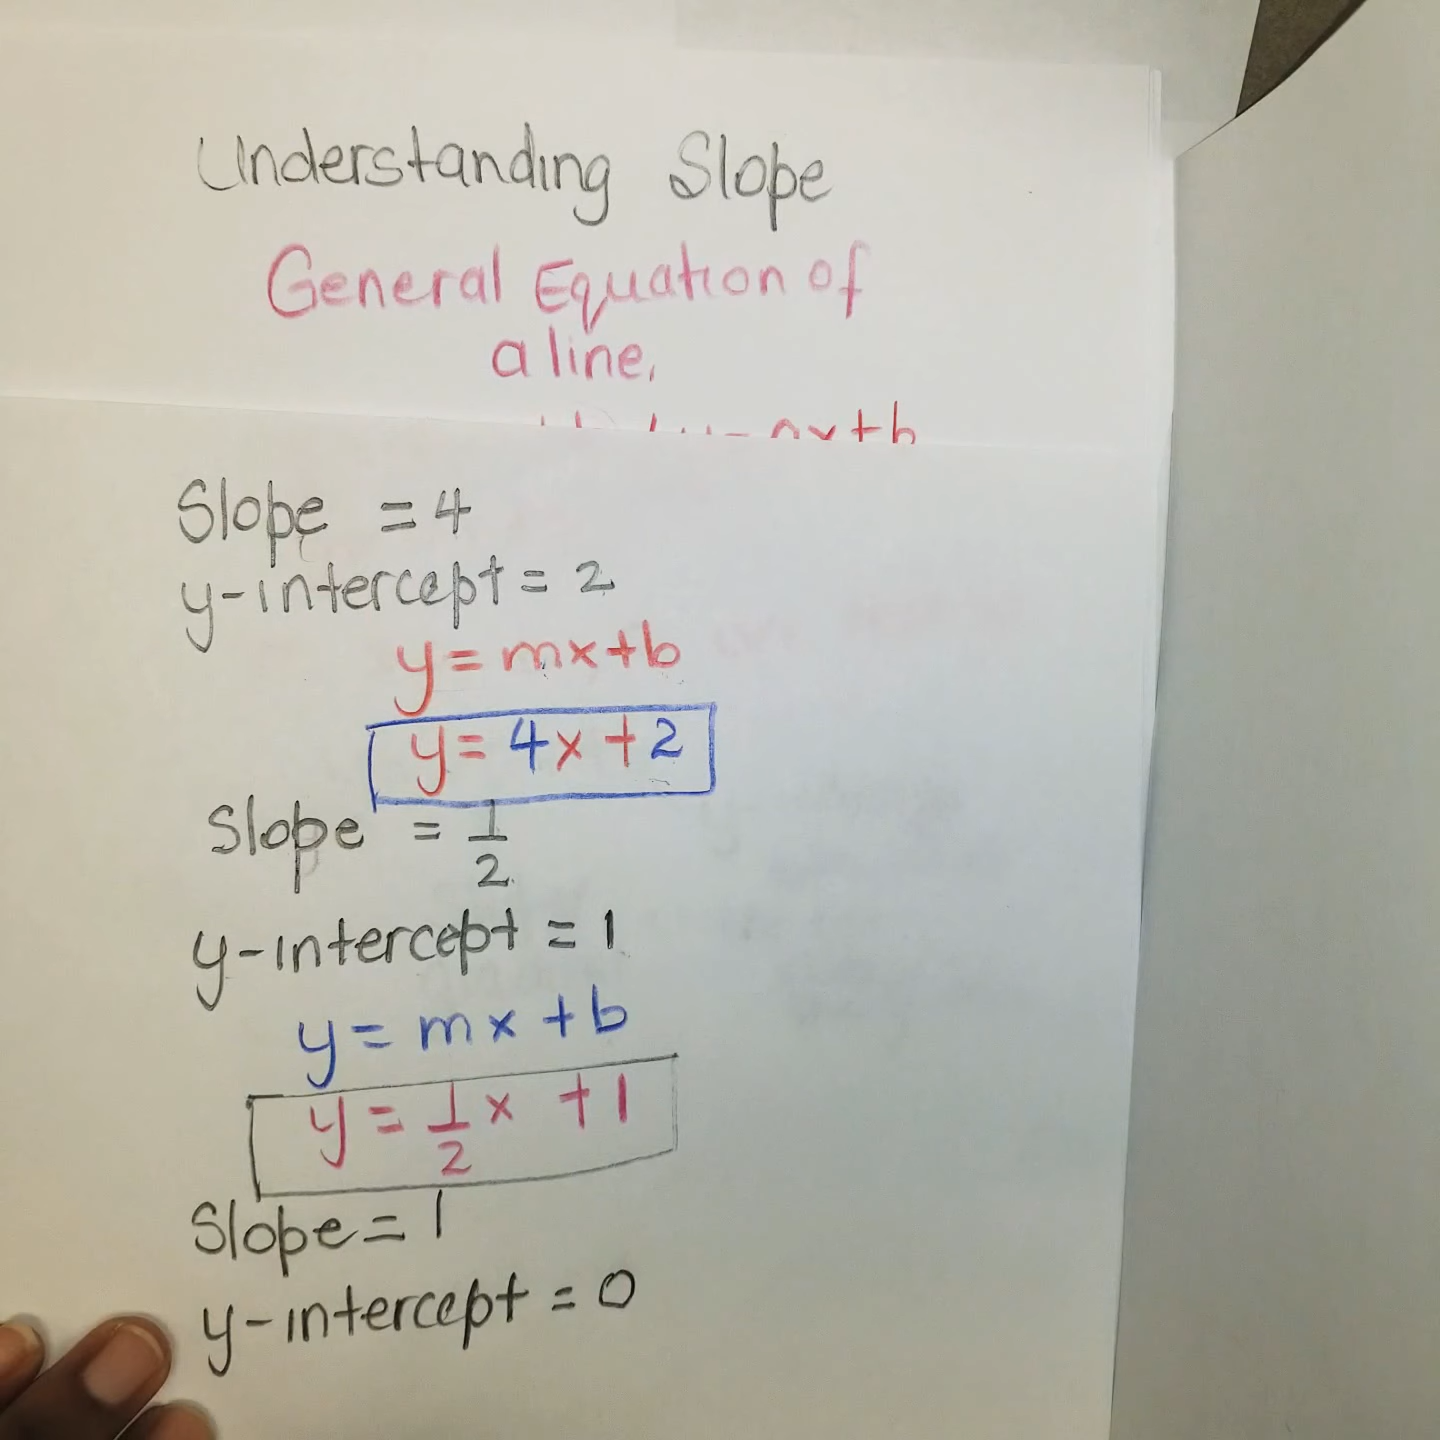 Understanding Slope
General Equation of
a line.
Slope = 4
y-intercept = 2
y = mx + b
y = 4x + 2
Slope = 1/2
y-intercept = 1
y = mx + b
y = 1/2 x + 1
Slope = 1
y-intercept = 0